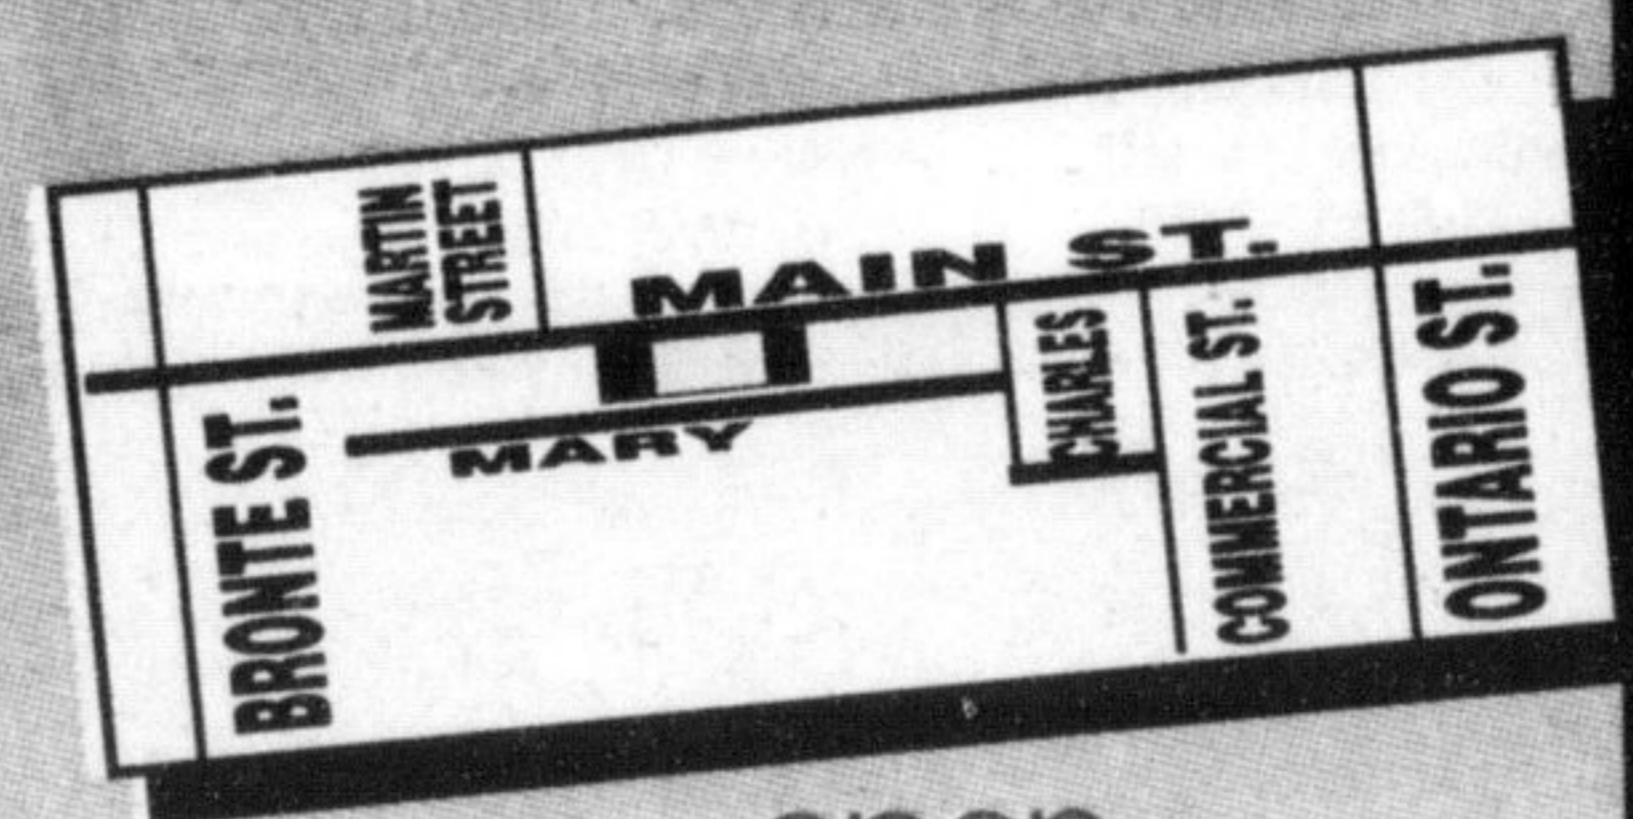 MARTIN
STREET
MAIN ST.
CHARLES
COMMERCIAL ST.
ONTARIO ST.
BRONTE ST.
MARY